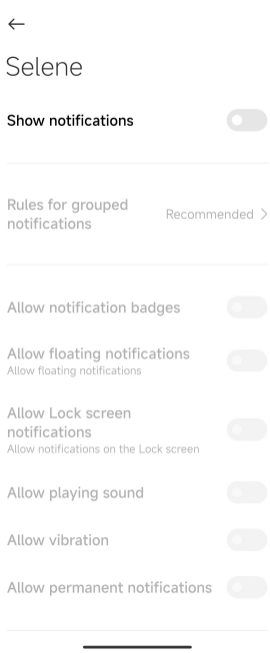 Selene
Show notifications
Rules for grouped
notifications
Recommended
Allow notification badges
Allow floating notifications
Allow floating notifications
Allow Lock screen
notifications
Allow notifications on the Lock screen
Allow playing sound
Allow vibration
Allow permanent notifications